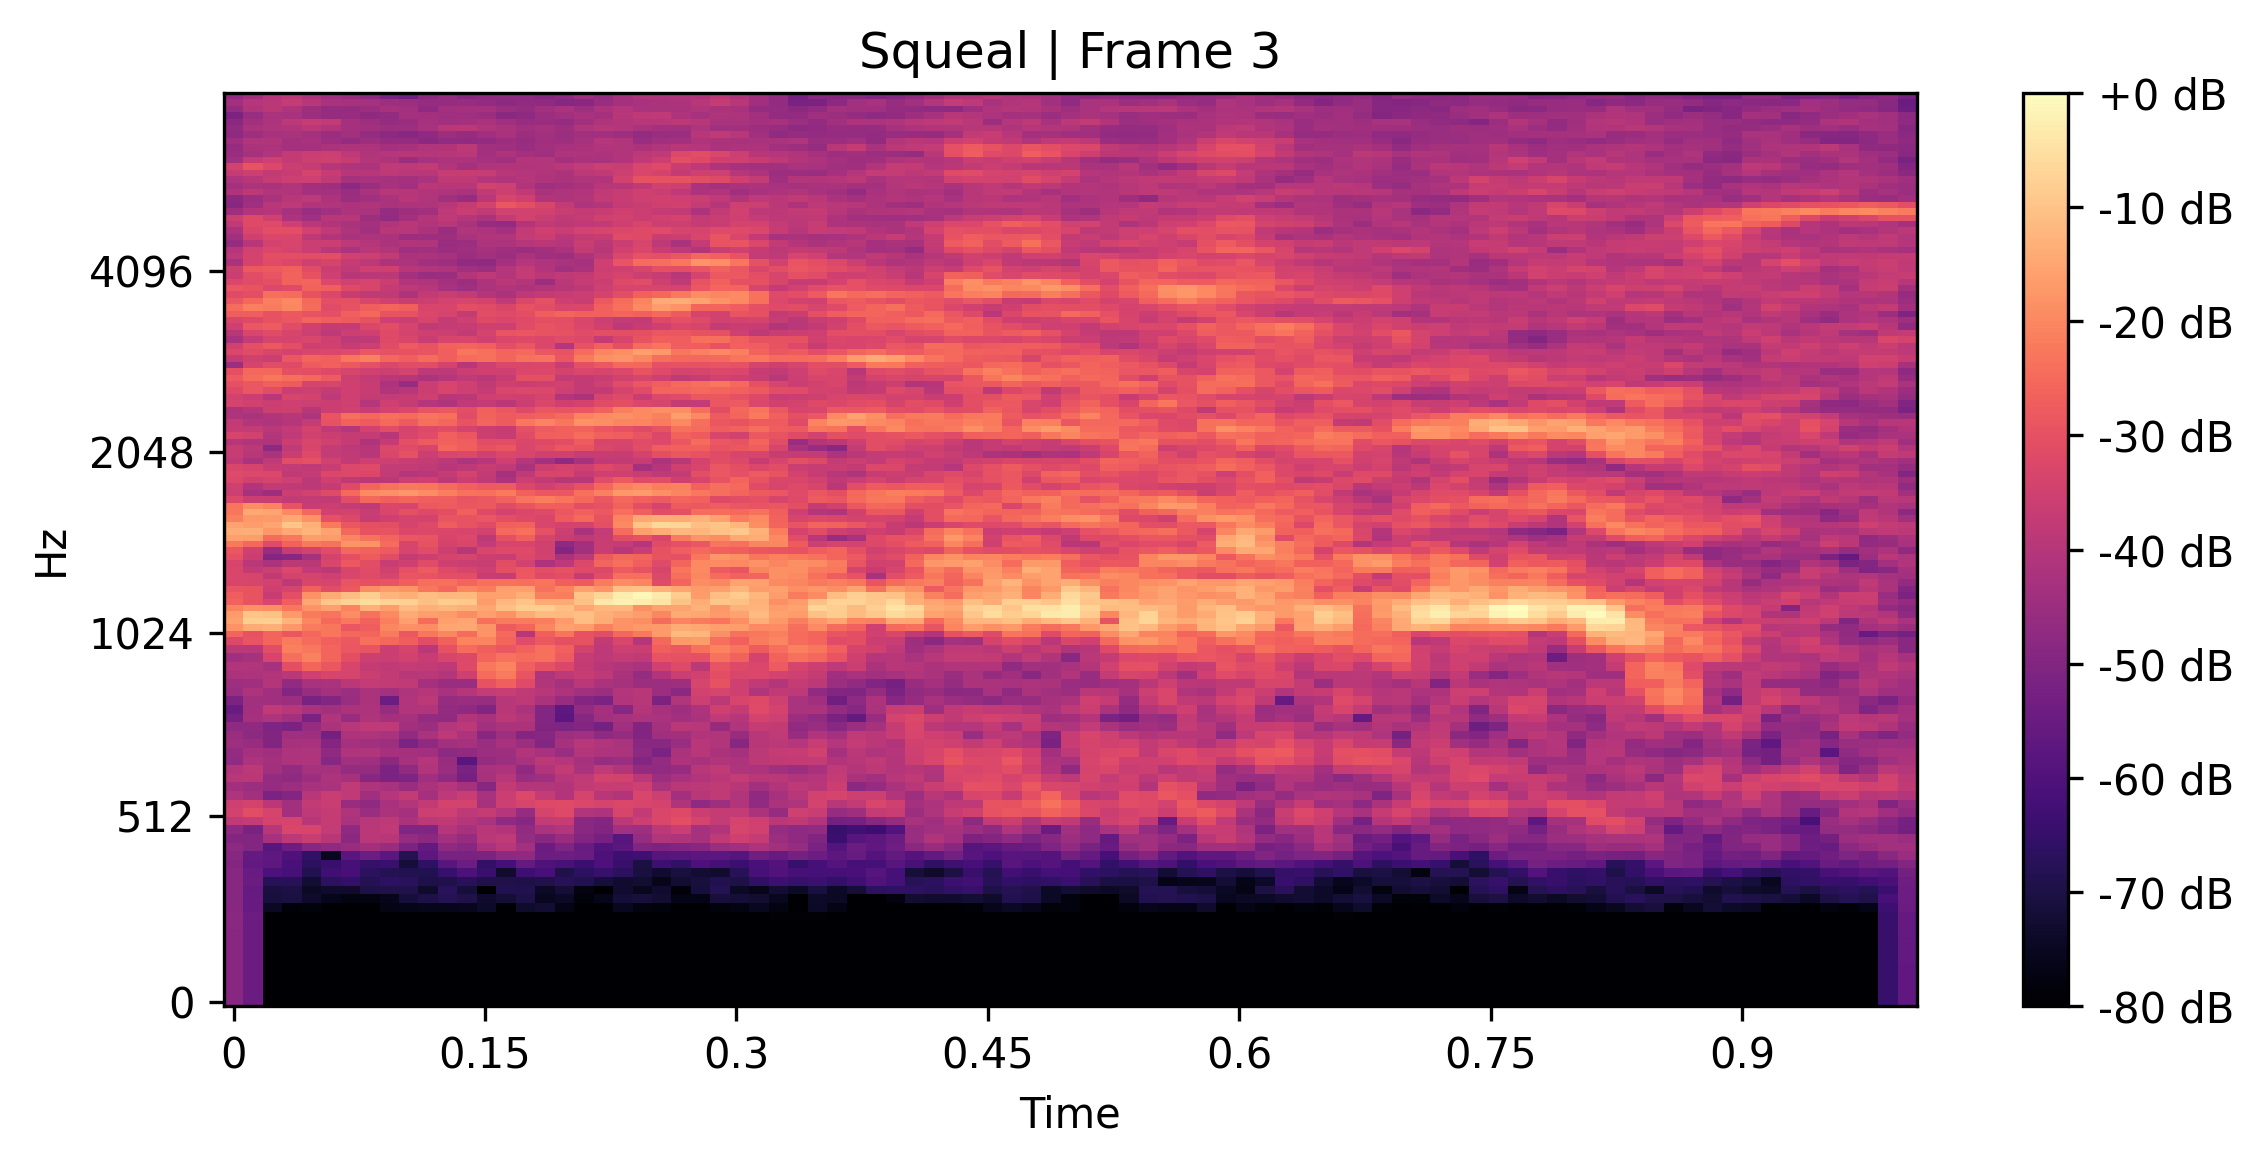 Squeal | Frame 3
Hz
4096
2048
1024
512
0
0 0.15 0.3 0.45 0.6 0.75 0.9
Time
+0 dB
-10 dB
-20 dB
-30 dB
-40 dB
-50 dB
-60 dB
-70 dB
-80 dB